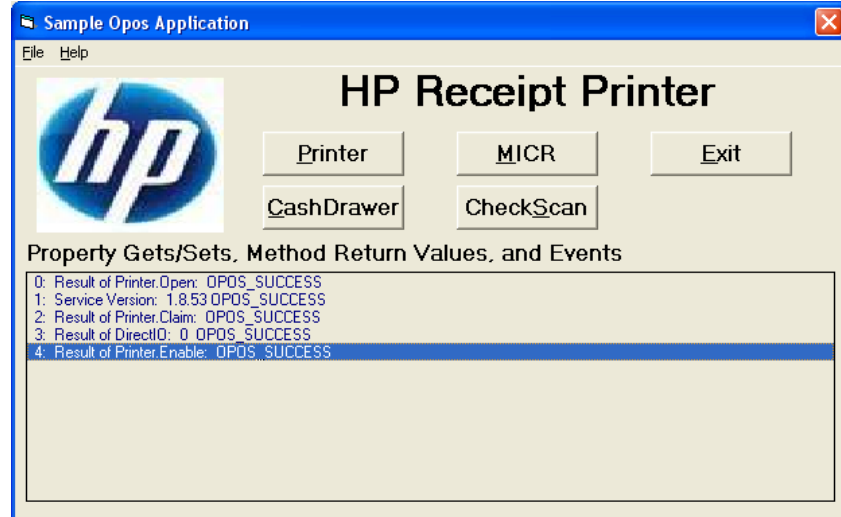 Sample Opos Application
File Help
hp
HP Receipt Printer
Printer MICR Exit
CashDrawer CheckScan
Property Gets/Sets, Method Return Values, and Events
0: Result of Printer.Open: OPOS_SUCCESS
1: Service Version: 1.8.53 OPOS_SUCCESS
2: Result of Printer.Claim: OPOS_SUCCESS
3: Result of DirectIO: 0 OPOS_SUCCESS
4: Result of Printer.Enable: OPOS_SUCCESS